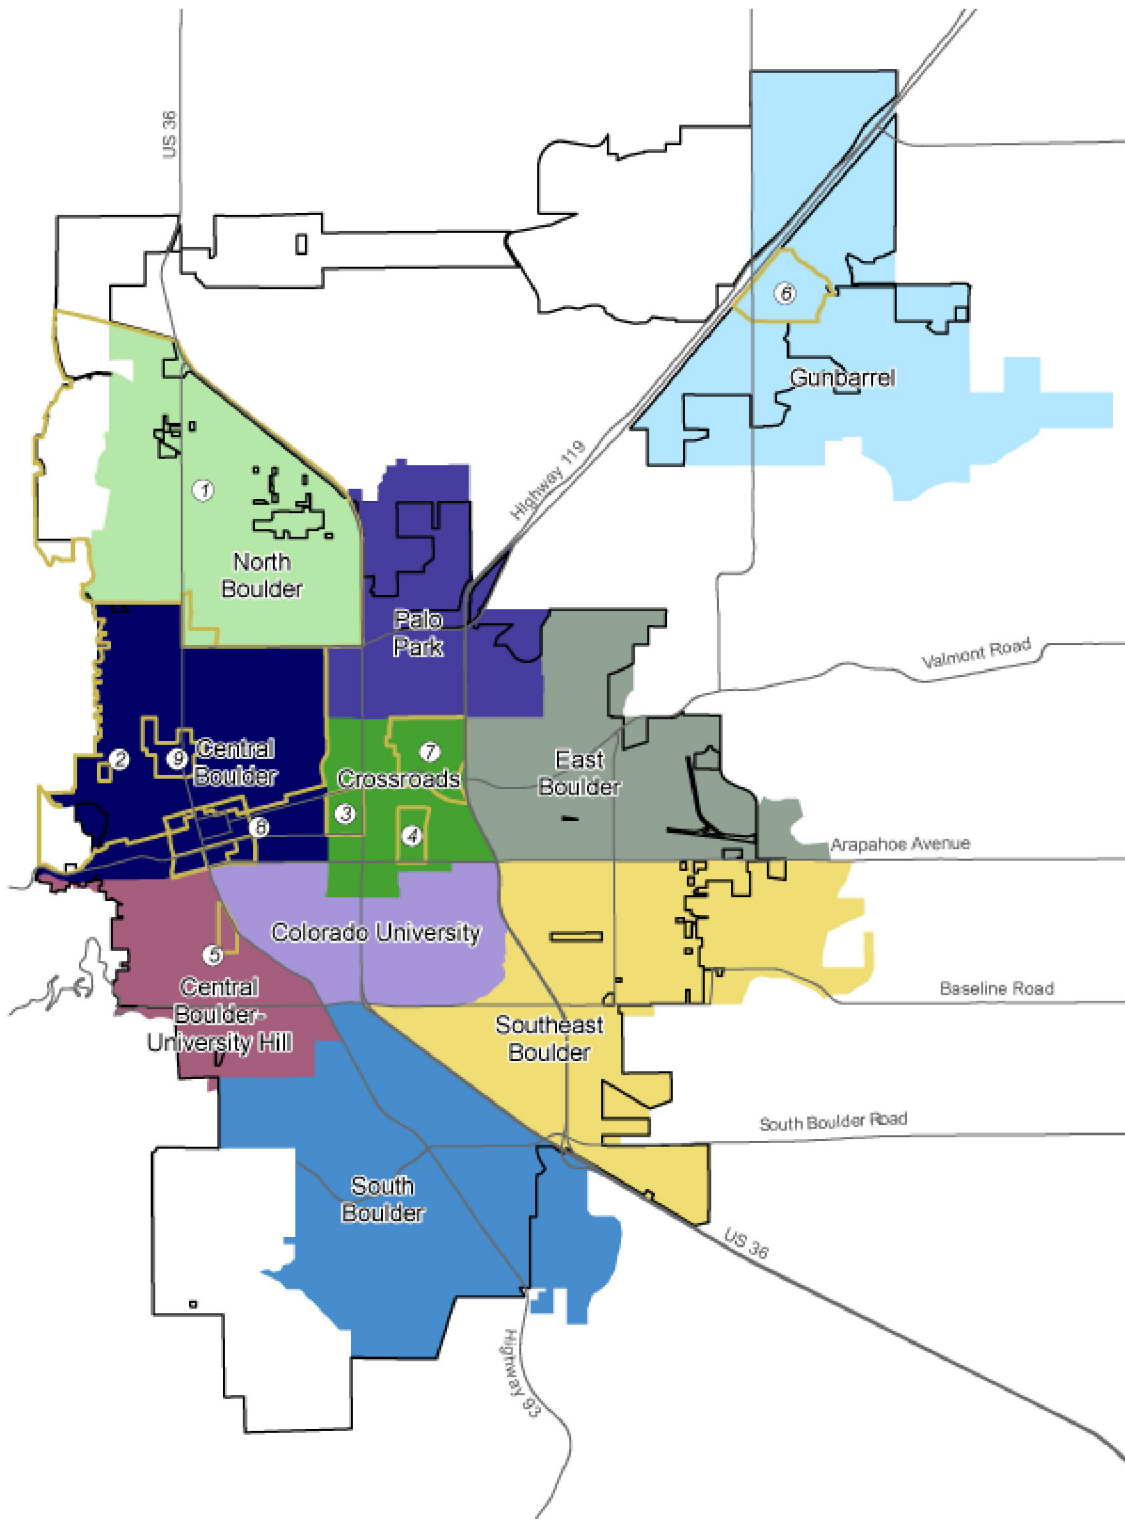 US 36
6
Gunbarrel
Highway 119
1
North
Boulder
Palo
Park
Valmont Road
2
9
Central
Boulder
7
Crossroads
East
Boulder
3
8
4
Arapahoe Avenue
Colorado University
5
Central
Boulder-
University Hill
Baseline Road
Southeast
Boulder
South Boulder Road
South
Boulder
US 36
Highway 93